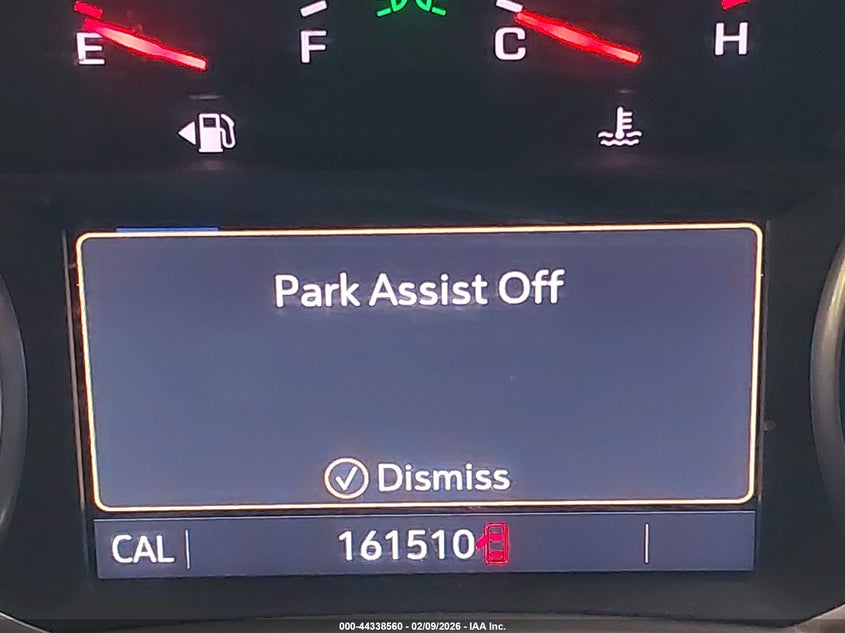 E F C H
Park Assist Off
Dismiss
CAL 161510
000-44338560 - 02/09/2026 - IAA Inc.